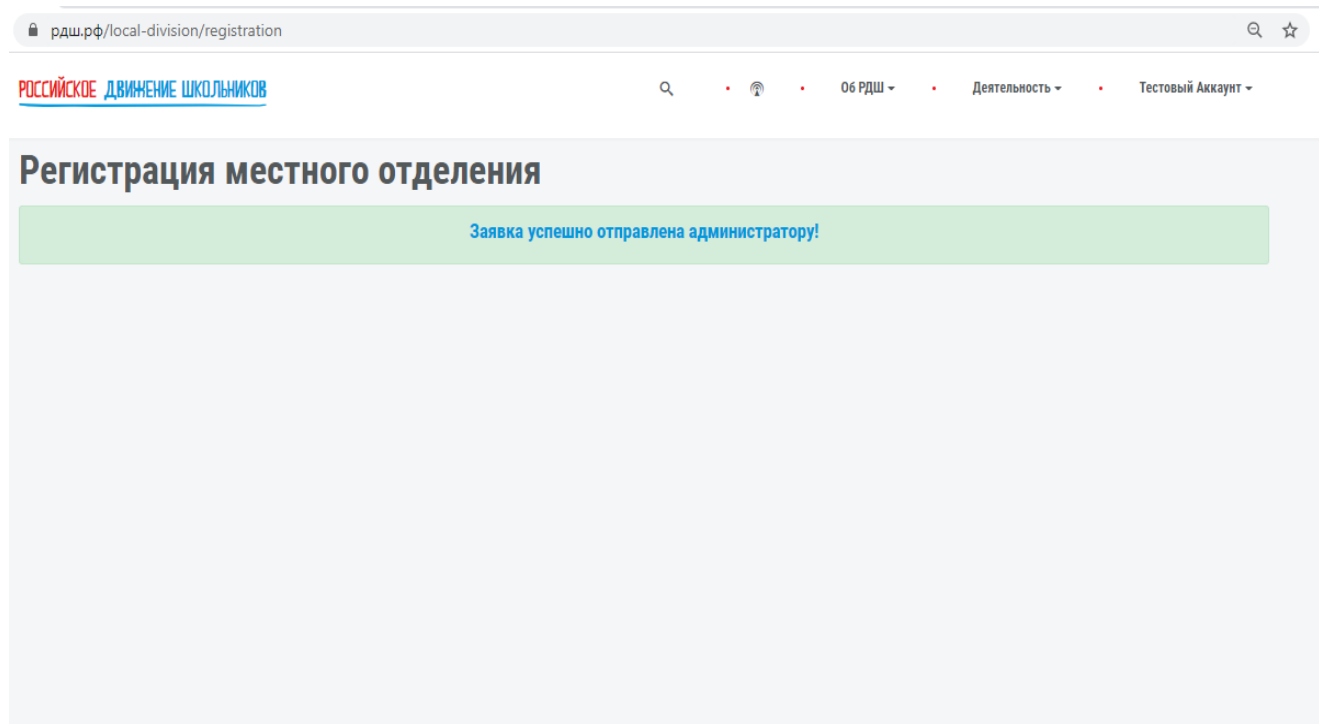 рдш.рф/local-division/registration
РОССИЙСКОЕ ДВИЖЕНИЕ ШКОЛЬНИКОВ
Об РДШ
Деятельность
Тестовый Аккаунт
Регистрация местного отделения
Заявка успешно отправлена администратору!